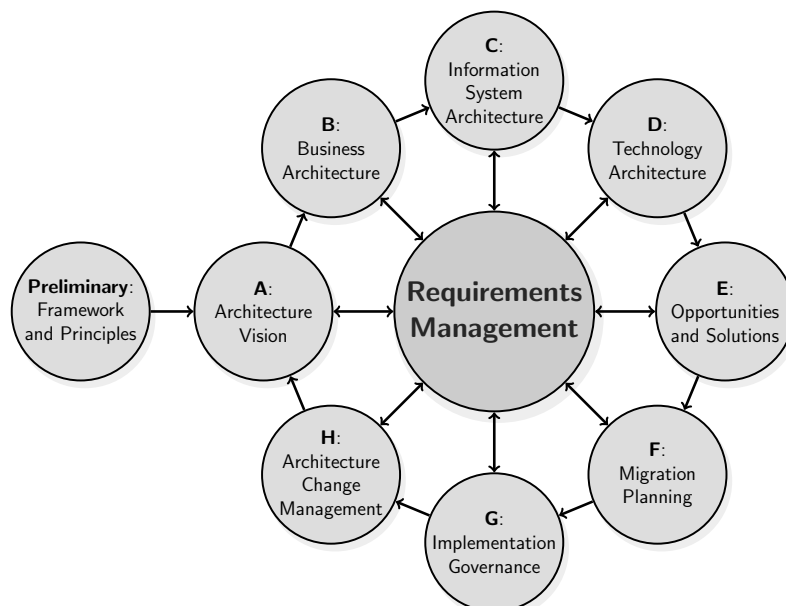 C:
Information
System
Architecture
B:
Business
Architecture
D:
Technology
Architecture
Preliminary:
Framework
and Principles
A:
Architecture
Vision
Requirements
Management
E:
Opportunities
and Solutions
H:
Architecture
Change
Management
F:
Migration
Planning
G:
Implementation
Governance